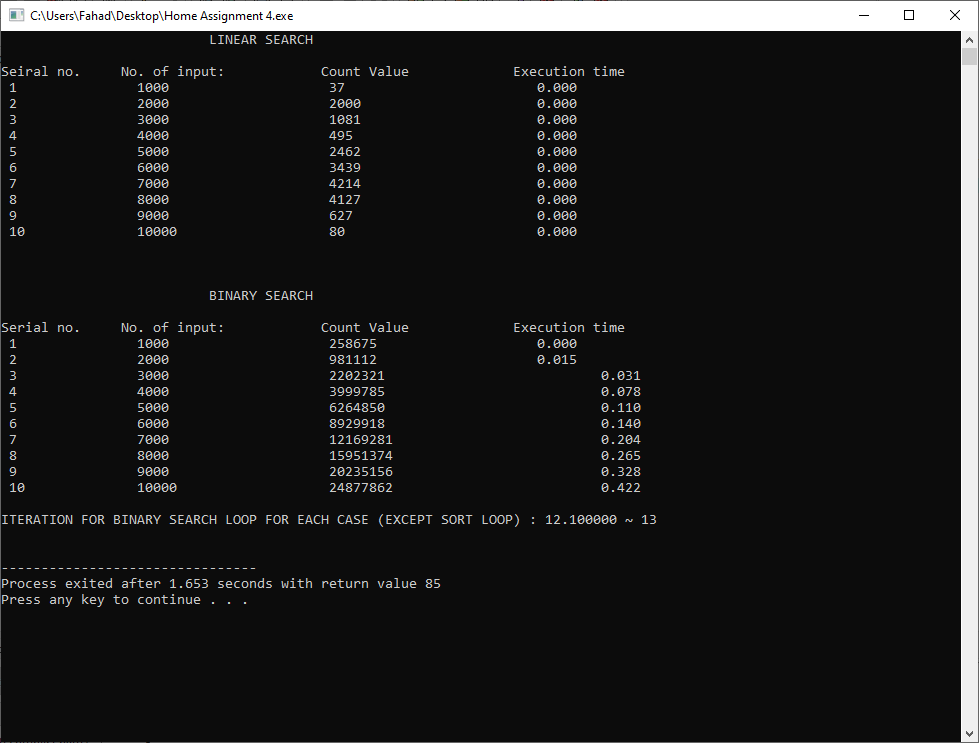 C:\Users\Fahad\Desktop\Home Assignment 4.exe
LINEAR SEARCH
Seiral no. No. of input: Count Value Execution time
1 1000 37 0.000
2 2000 2000 0.000
3 3000 1081 0.000
4 4000 495 0.000
5 5000 2462 0.000
6 6000 3439 0.000
7 7000 4214 0.000
8 8000 4127 0.000
9 9000 627 0.000
10 10000 80 0.000
BINARY SEARCH
Serial no. No. of input: Count Value Execution time
1 1000 258675 0.000
2 2000 981112 0.015
3 3000 2202321 0.031
4 4000 3999785 0.078
5 5000 6264850 0.110
6 6000 8929918 0.140
7 7000 12169281 0.204
8 8000 15951374 0.265
9 9000 20235156 0.328
10 10000 24877862 0.422
ITERATION FOR BINARY SEARCH LOOP FOR EACH CASE (EXCEPT SORT LOOP) : 12.100000 ~ 13
--------------------------------
Process exited after 1.653 seconds with return value 85
Press any key to continue . . .